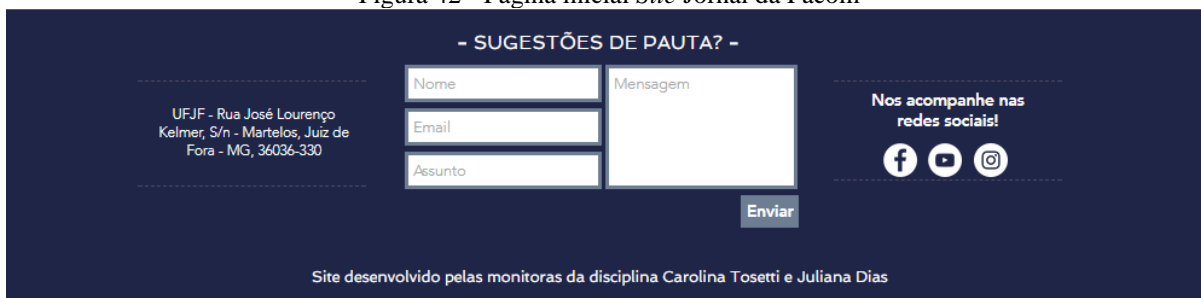 Figura 42 - Página inicial Site Jornal da Facom
- SUGESTÕES DE PAUTA? -
UFJF - Rua José Lourenço
Kelmer, S/n - Martelos, Juiz de
Fora - MG, 36036-330
Nome
Email
Assunto
Mensagem
Enviar
Nos acompanhe nas
redes sociais!
Site desenvolvido pelas monitoras da disciplina Carolina Tosetti e Juliana Dias